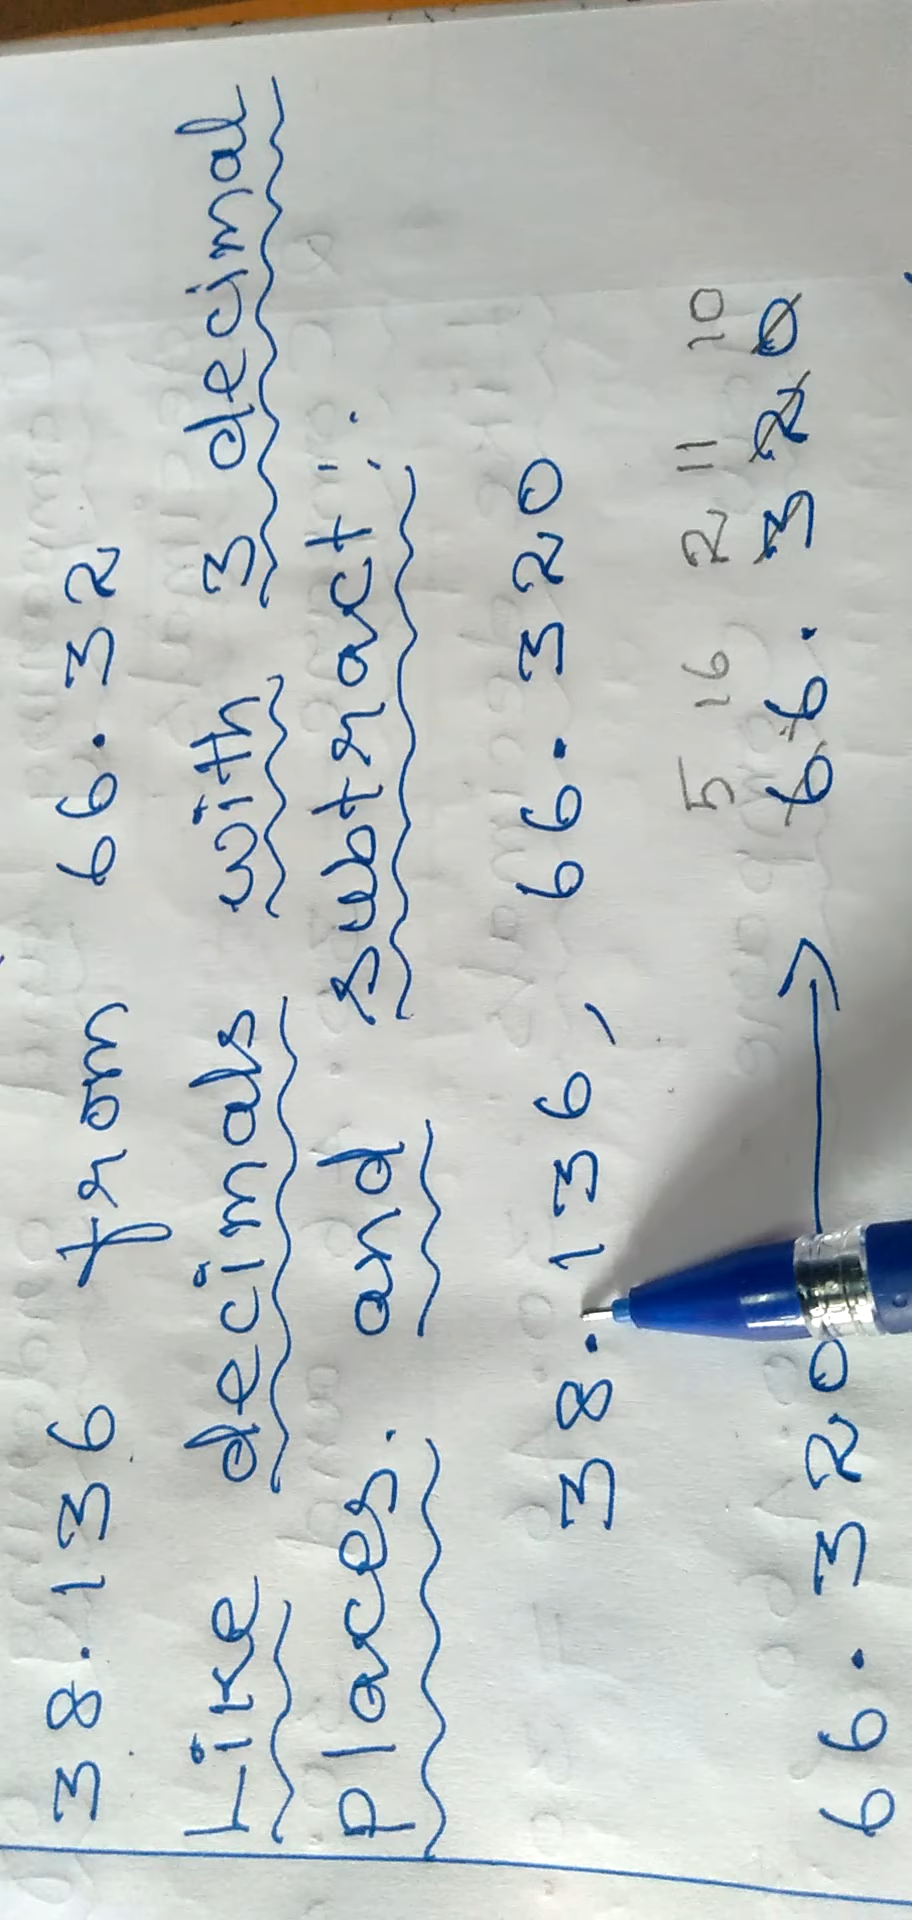 38.136 from 66.32
Like decimals with 3 decimal
places. and subtract:.
38.136, 66.320
5 16 2 11 10
66.320 → 66.320